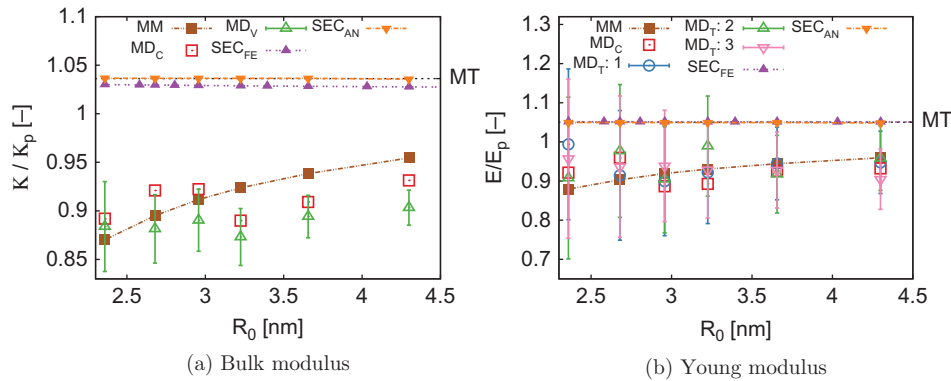 MM
MD_C
MD_V
SEC_FE
SEC_AN
MT
K / K_p [–]
1.1
1.05
1
0.95
0.9
0.85
2.5 3 3.5 4 4.5
R_0 [nm]
(a) Bulk modulus
MM
MD_C
MD_T: 1
MD_T: 2
MD_T: 3
SEC_FE
SEC_AN
MT
E/E_p [–]
1.3
1.2
1.1
1
0.9
0.8
0.7
2.5 3 3.5 4 4.5
R_0 [nm]
(b) Young modulus